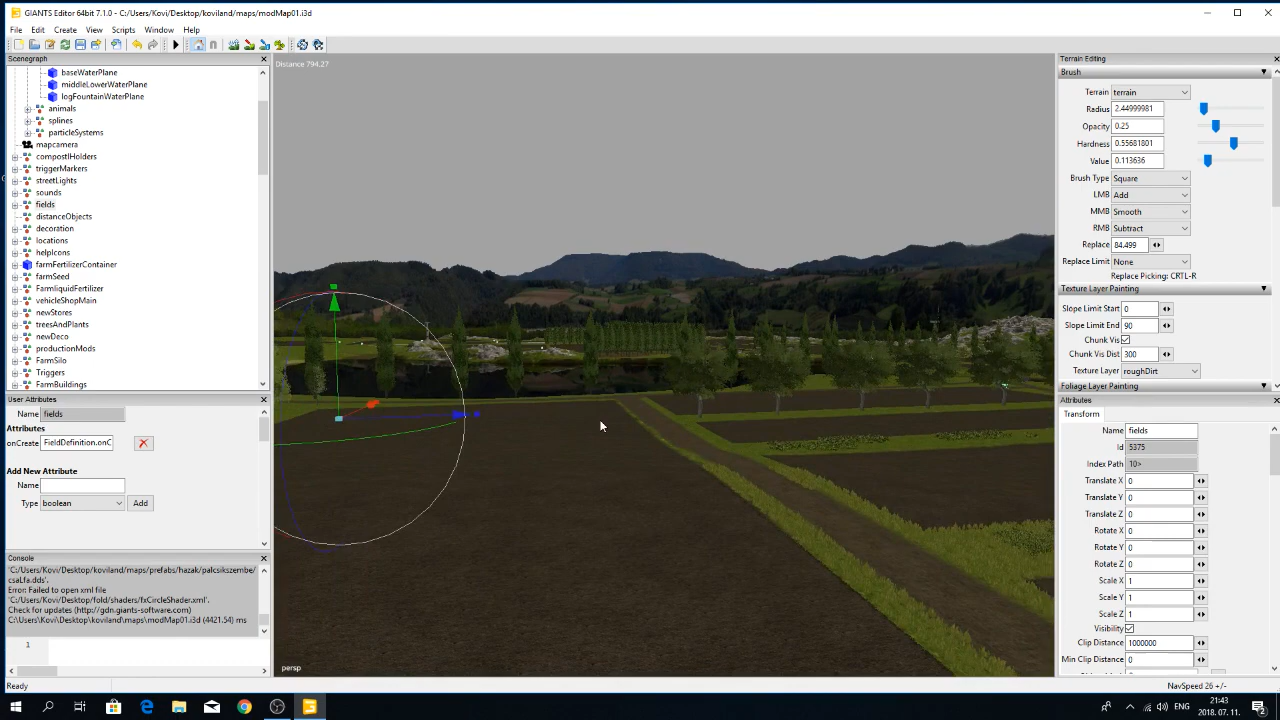 GIANTS Editor 64bit 7.1.0 - C:/Users/Kovi/Desktop/koviland/maps/modMap01.i3d
File Edit Create View Scripts Window Help
Scenegraph
baseWaterPlane
middleLowerWaterPlane
logFountainWaterPlane
animals
splines
particleSystems
mapcamera
compostlHolders
triggerMarkers
streetLights
sounds
fields
distanceObjects
decoration
locations
helpIcons
farmFertilizerContainer
farmSeed
FarmliquidFertilizer
vehicleShopMain
newStores
treesAndPlants
newDeco
productionMods
FarmSilo
Triggers
FarmBuildings
User Attributes
Name fields
Attributes
onCreate FieldDefinition.onC
Add New Attribute
Name
Type boolean Add
Console
'C:/Users/Kovi/Desktop/koviland/maps/prefabs/hazak/palcsikszembe/
csaLfa.dds'.
Error: Failed to open xml file
'C:/Users/Kovi/Desktop/fold/shaders/fxCircleShader.xml'.
Check for updates (http://gdn.giants-software.com)
C:\Users\Kovi\Desktop\koviland\maps\modMap01.i3d (4421.54) ms
1
Ready
Distance 794.27
persp
Terrain Editing
Brush
Terrain terrain
Radius 2.44999981
Opacity 0.25
Hardness 0.55681801
Value 0.113636
Brush Type Square
LMB Add
MMB Smooth
RMB Subtract
Replace 84.499
Replace Limit None
Replace Picking: CRTL-R
Texture Layer Painting
Slope Limit Start 0
Slope Limit End 90
Chunk Vis
Chunk Vis Dist 300
Texture Layer roughDirt
Foliage Layer Painting
Attributes
Transform
Name fields
Id 5375
Index Path 10>
Translate X 0
Translate Y 0
Translate Z 0
Rotate X 0
Rotate Y 0
Rotate Z 0
Scale X 1
Scale Y 1
Scale Z 1
Visibility
Clip Distance 1000000
Min Clip Distance 0
NavSpeed 26 +/-
ENG
21:43
2018. 07. 11.
2